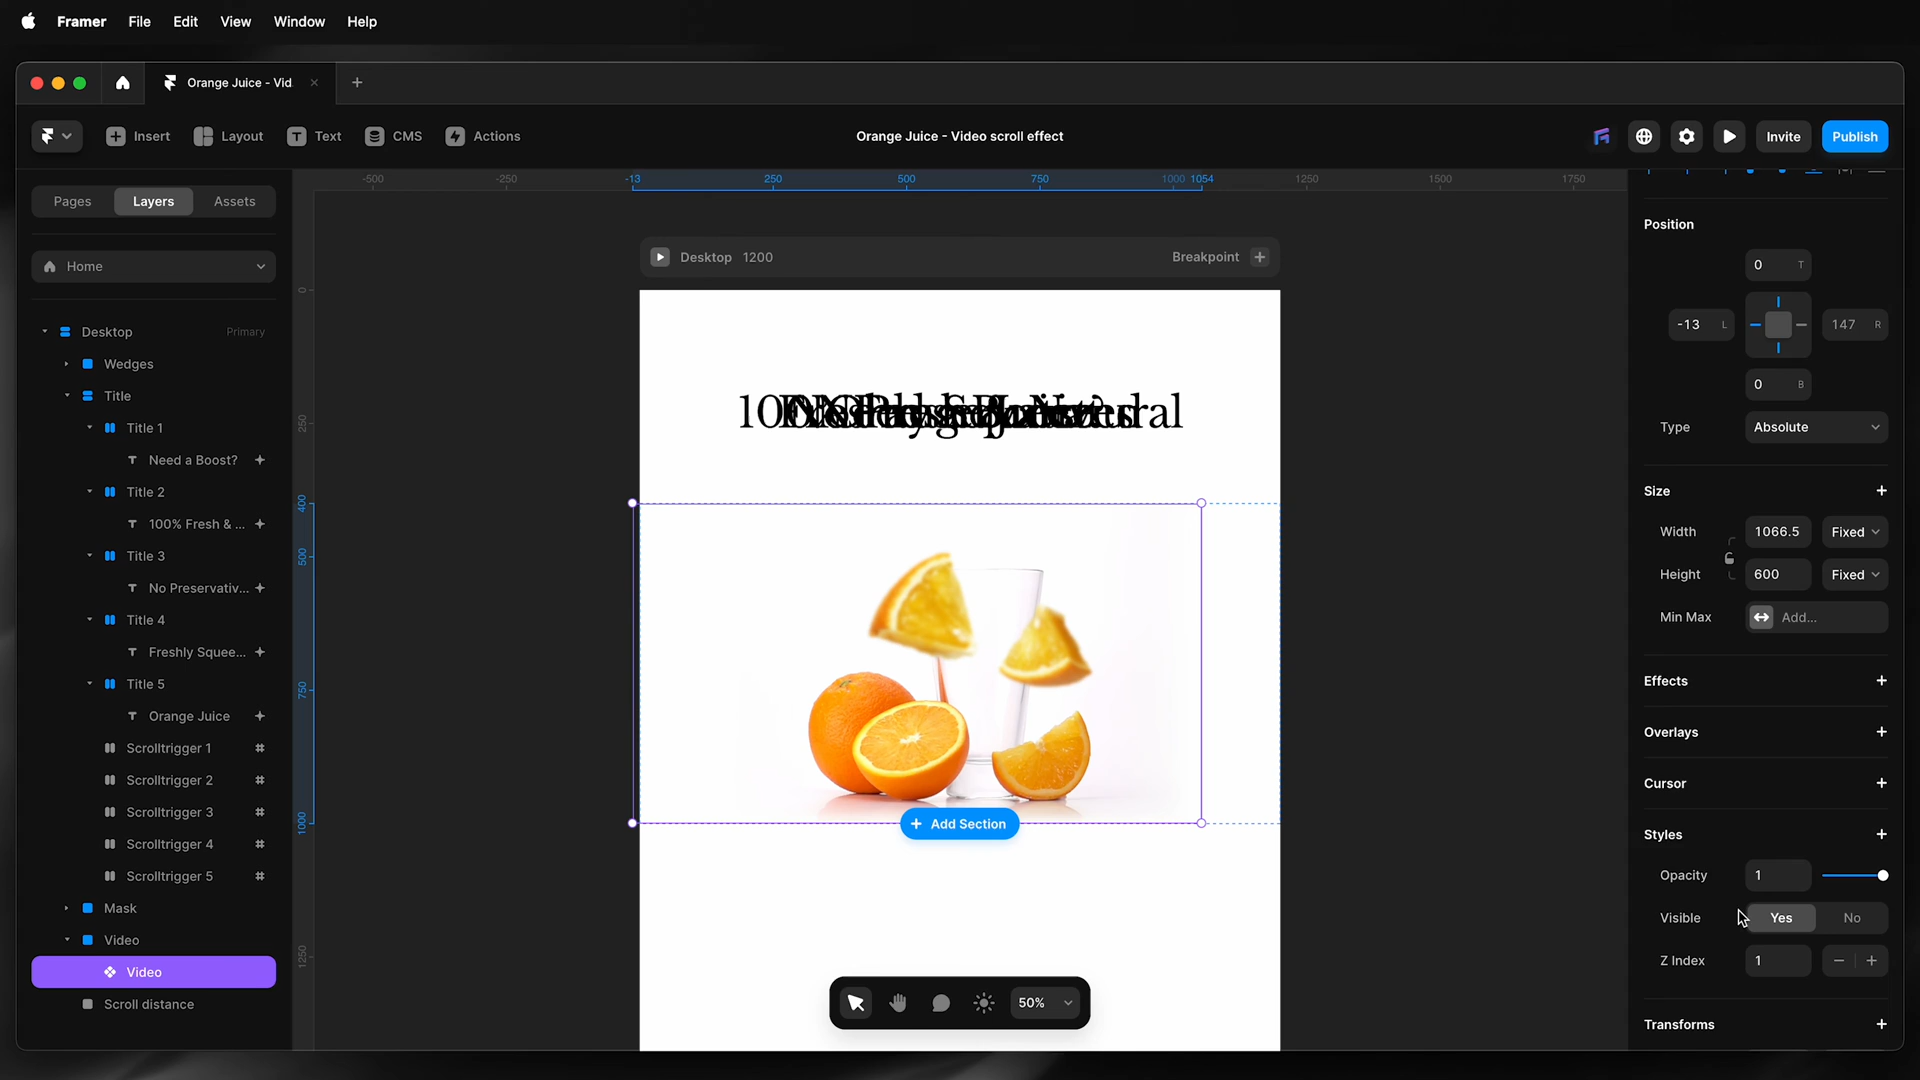 Framer File Edit View Window Help
Orange Juice - Vid
Insert Layout Text CMS Actions
Orange Juice - Video scroll effect
Invite Publish
-500 -250 -13 250 500 750 1000 1054 1250 1500 1750
Pages Layers Assets
Home
Desktop Primary
Wedges
Title
Title 1
Need a Boost?
Title 2
100% Fresh & ...
Title 3
No Preservativ...
Title 4
Freshly Squee...
Title 5
Orange Juice
Scrolltrigger 1
Scrolltrigger 2
Scrolltrigger 3
Scrolltrigger 4
Scrolltrigger 5
Mask
Video
Video
Scroll distance
0
250
400
500
750
1000
1250
Desktop 1200
Breakpoint
Add Section
50%
Position
0 T
-13 L
147 R
0 B
Type Absolute
Size
Width 1066.5 Fixed
Height 600 Fixed
Min Max Add...
Effects
Overlays
Cursor
Styles
Opacity 1
Visible Yes No
Z Index 1
Transforms